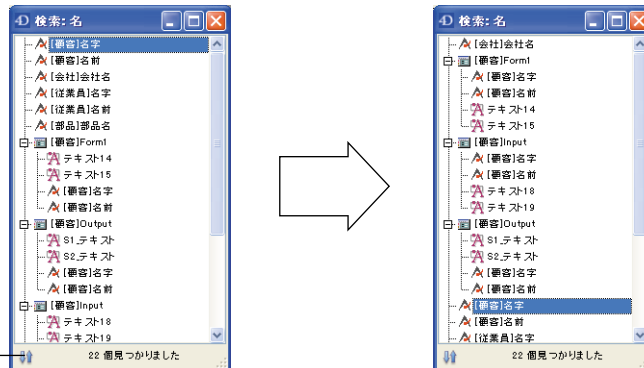 検索: 名
[顧客]名字
[顧客]名前
[会社]会社名
[従業員]名字
[従業員]名前
[部品]部品名
[顧客]Form1
テキスト14
テキスト15
[顧客]名字
[顧客]名前
[顧客]Output
S1_テキスト
S2_テキスト
[顧客]名字
[顧客]名前
[顧客]Input
テキスト18
テキスト19
22 個見つかりました
検索: 名
[会社]会社名
[顧客]Form1
[顧客]名字
[顧客]名前
テキスト14
テキスト15
[顧客]Input
[顧客]名字
[顧客]名前
テキスト18
テキスト19
[顧客]Output
S1_テキスト
S2_テキスト
[顧客]名字
[顧客]名前
[顧客]名字
[顧客]名前
[従業員]名字
22 個見つかりました